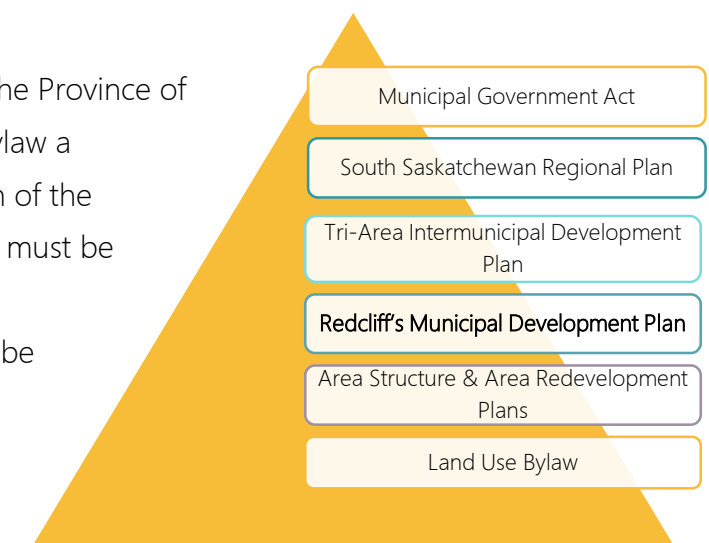 he Province of
ylaw a
n of the
must be
be
Municipal Government Act
South Saskatchewan Regional Plan
Tri-Area Intermunicipal Development
Plan
Redcliff's Municipal Development Plan
Area Structure & Area Redevelopment
Plans
Land Use Bylaw